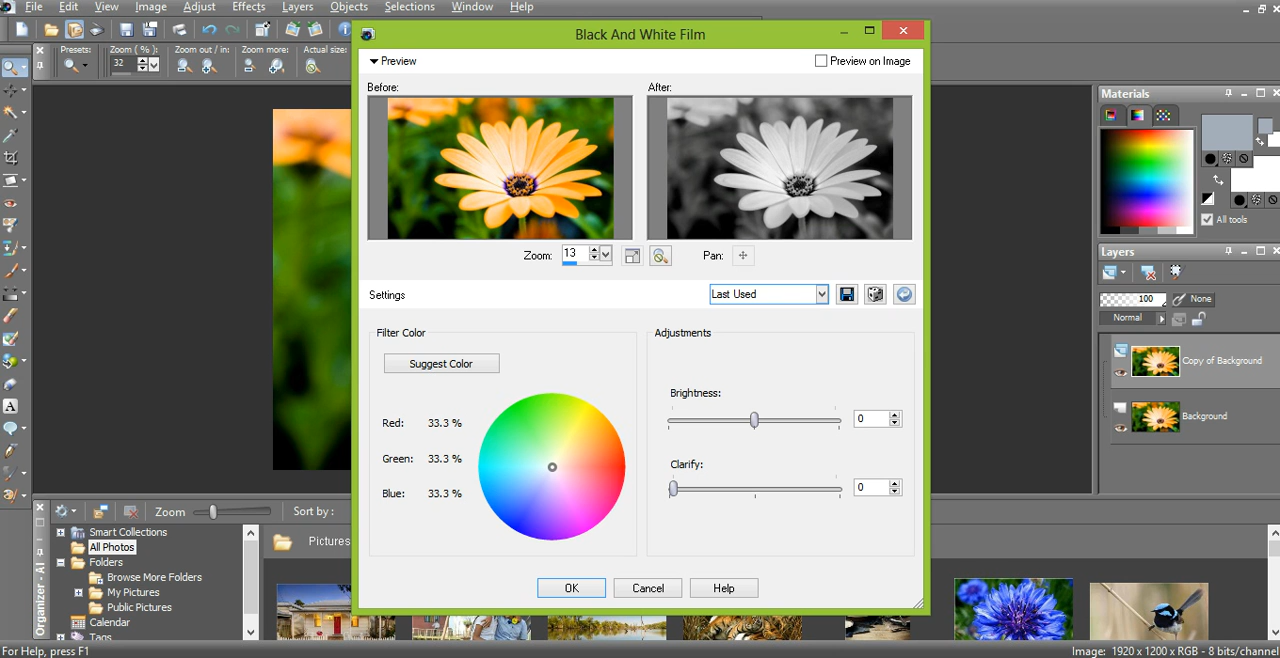 File Edit View Image Adjust Effects Layers Objects Selections Window Help
Presets: Zoom ( % ): Zoom out / in: Zoom more: Actual size:
32
Black And White Film
Preview
Preview on Image
Before:
After:
Zoom: 13
Pan:
Settings
Last Used
Filter Color
Suggest Color
Red: 33.3 %
Green: 33.3 %
Blue: 33.3 %
Adjustments
Brightness:
0
Clarify:
0
OK Cancel Help
Materials
All tools
Layers
100 None
Normal
Copy of Background
Background
A
Organizer - All
Zoom
Sort by :
Smart Collections
All Photos
Folders
Browse More Folders
My Pictures
Public Pictures
Calendar
Tags
Pictures
For Help, press F1
Image: 1920 x 1200 x RGB - 8 bits/channel